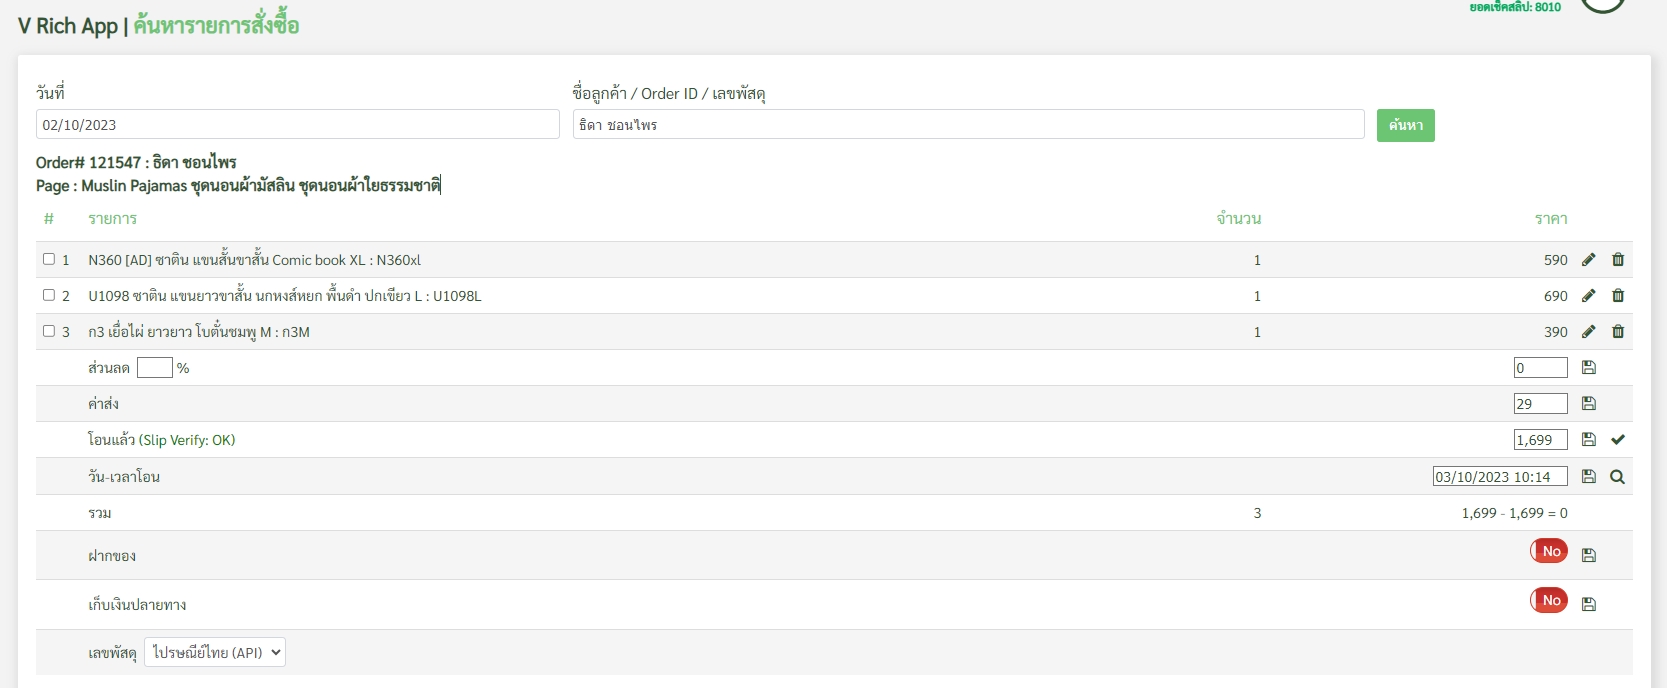 ยอดเช็คสลิป: 8010
V Rich App | ค้นหารายการสั่งซื้อ
วันที่
ชื่อลูกค้า / Order ID / เลขพัสดุ
02/10/2023
ธิดา ชอนไพร
ค้นหา
Order# 121547 : ธิดา ชอนไพร
Page : Muslin Pajamas ชุดนอนผ้ามัสลิน ชุดนอนผ้าใยธรรมชาติ
# รายการ จำนวน ราคา
1 N360 [AD] ซาติน แขนสั้นขาสั้น Comic book XL : N360xl 1 590
2 U1098 ซาติน แขนยาวขาสั้น นกหงส์หยก พื้นดำ ปกเขียว L : U1098L 1 690
3 ก3 เยื่อไผ่ ยาวยาว โบตั๋นชมพู M : ก3M 1 390
ส่วนลด % 0
ค่าส่ง 29
โอนแล้ว (Slip Verify: OK) 1,699
วัน-เวลาโอน 03/10/2023 10:14
รวม 3 1,699 - 1,699 = 0
ฝากของ No
เก็บเงินปลายทาง No
เลขพัสดุ ไปรษณีย์ไทย (API)